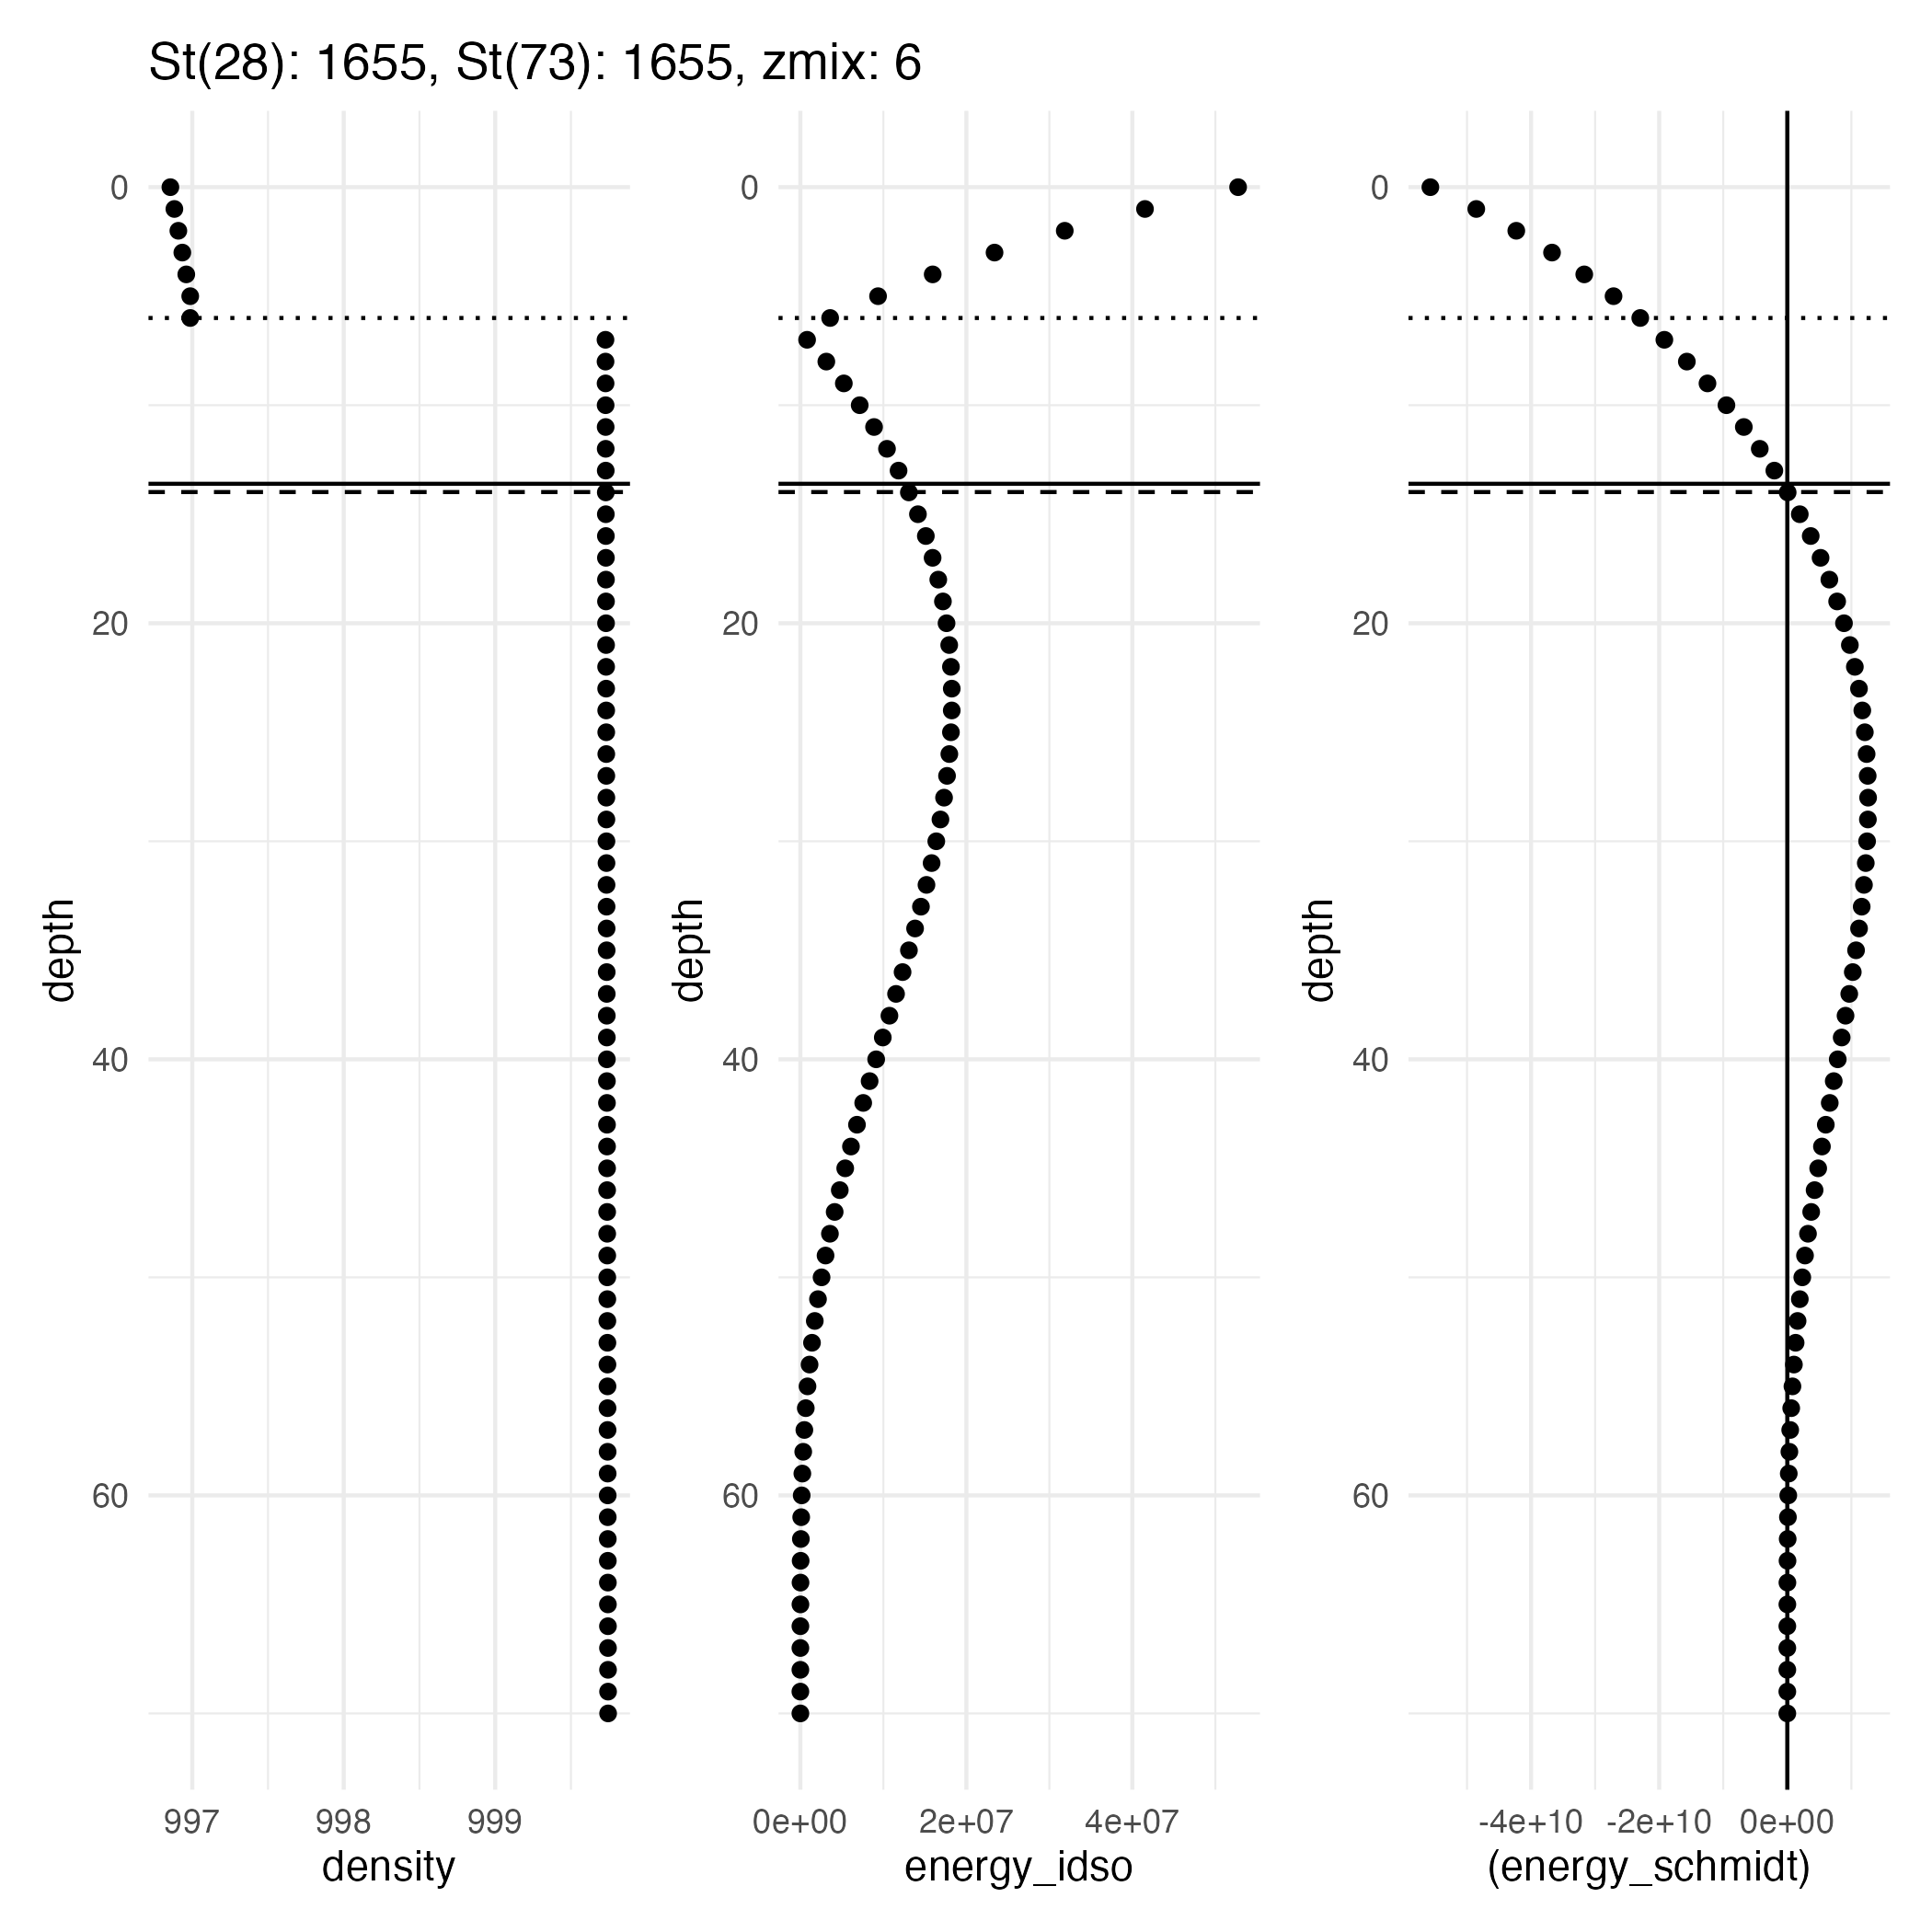 St(28): 1655, St(73): 1655, zmix: 6
0
20
40
60
depth
997 998 999
density
0
20
40
60
depth
0e+00 2e+07 4e+07
energy_idso
0
20
40
60
depth
-4e+10 -2e+10 0e+00
(energy_schmidt)